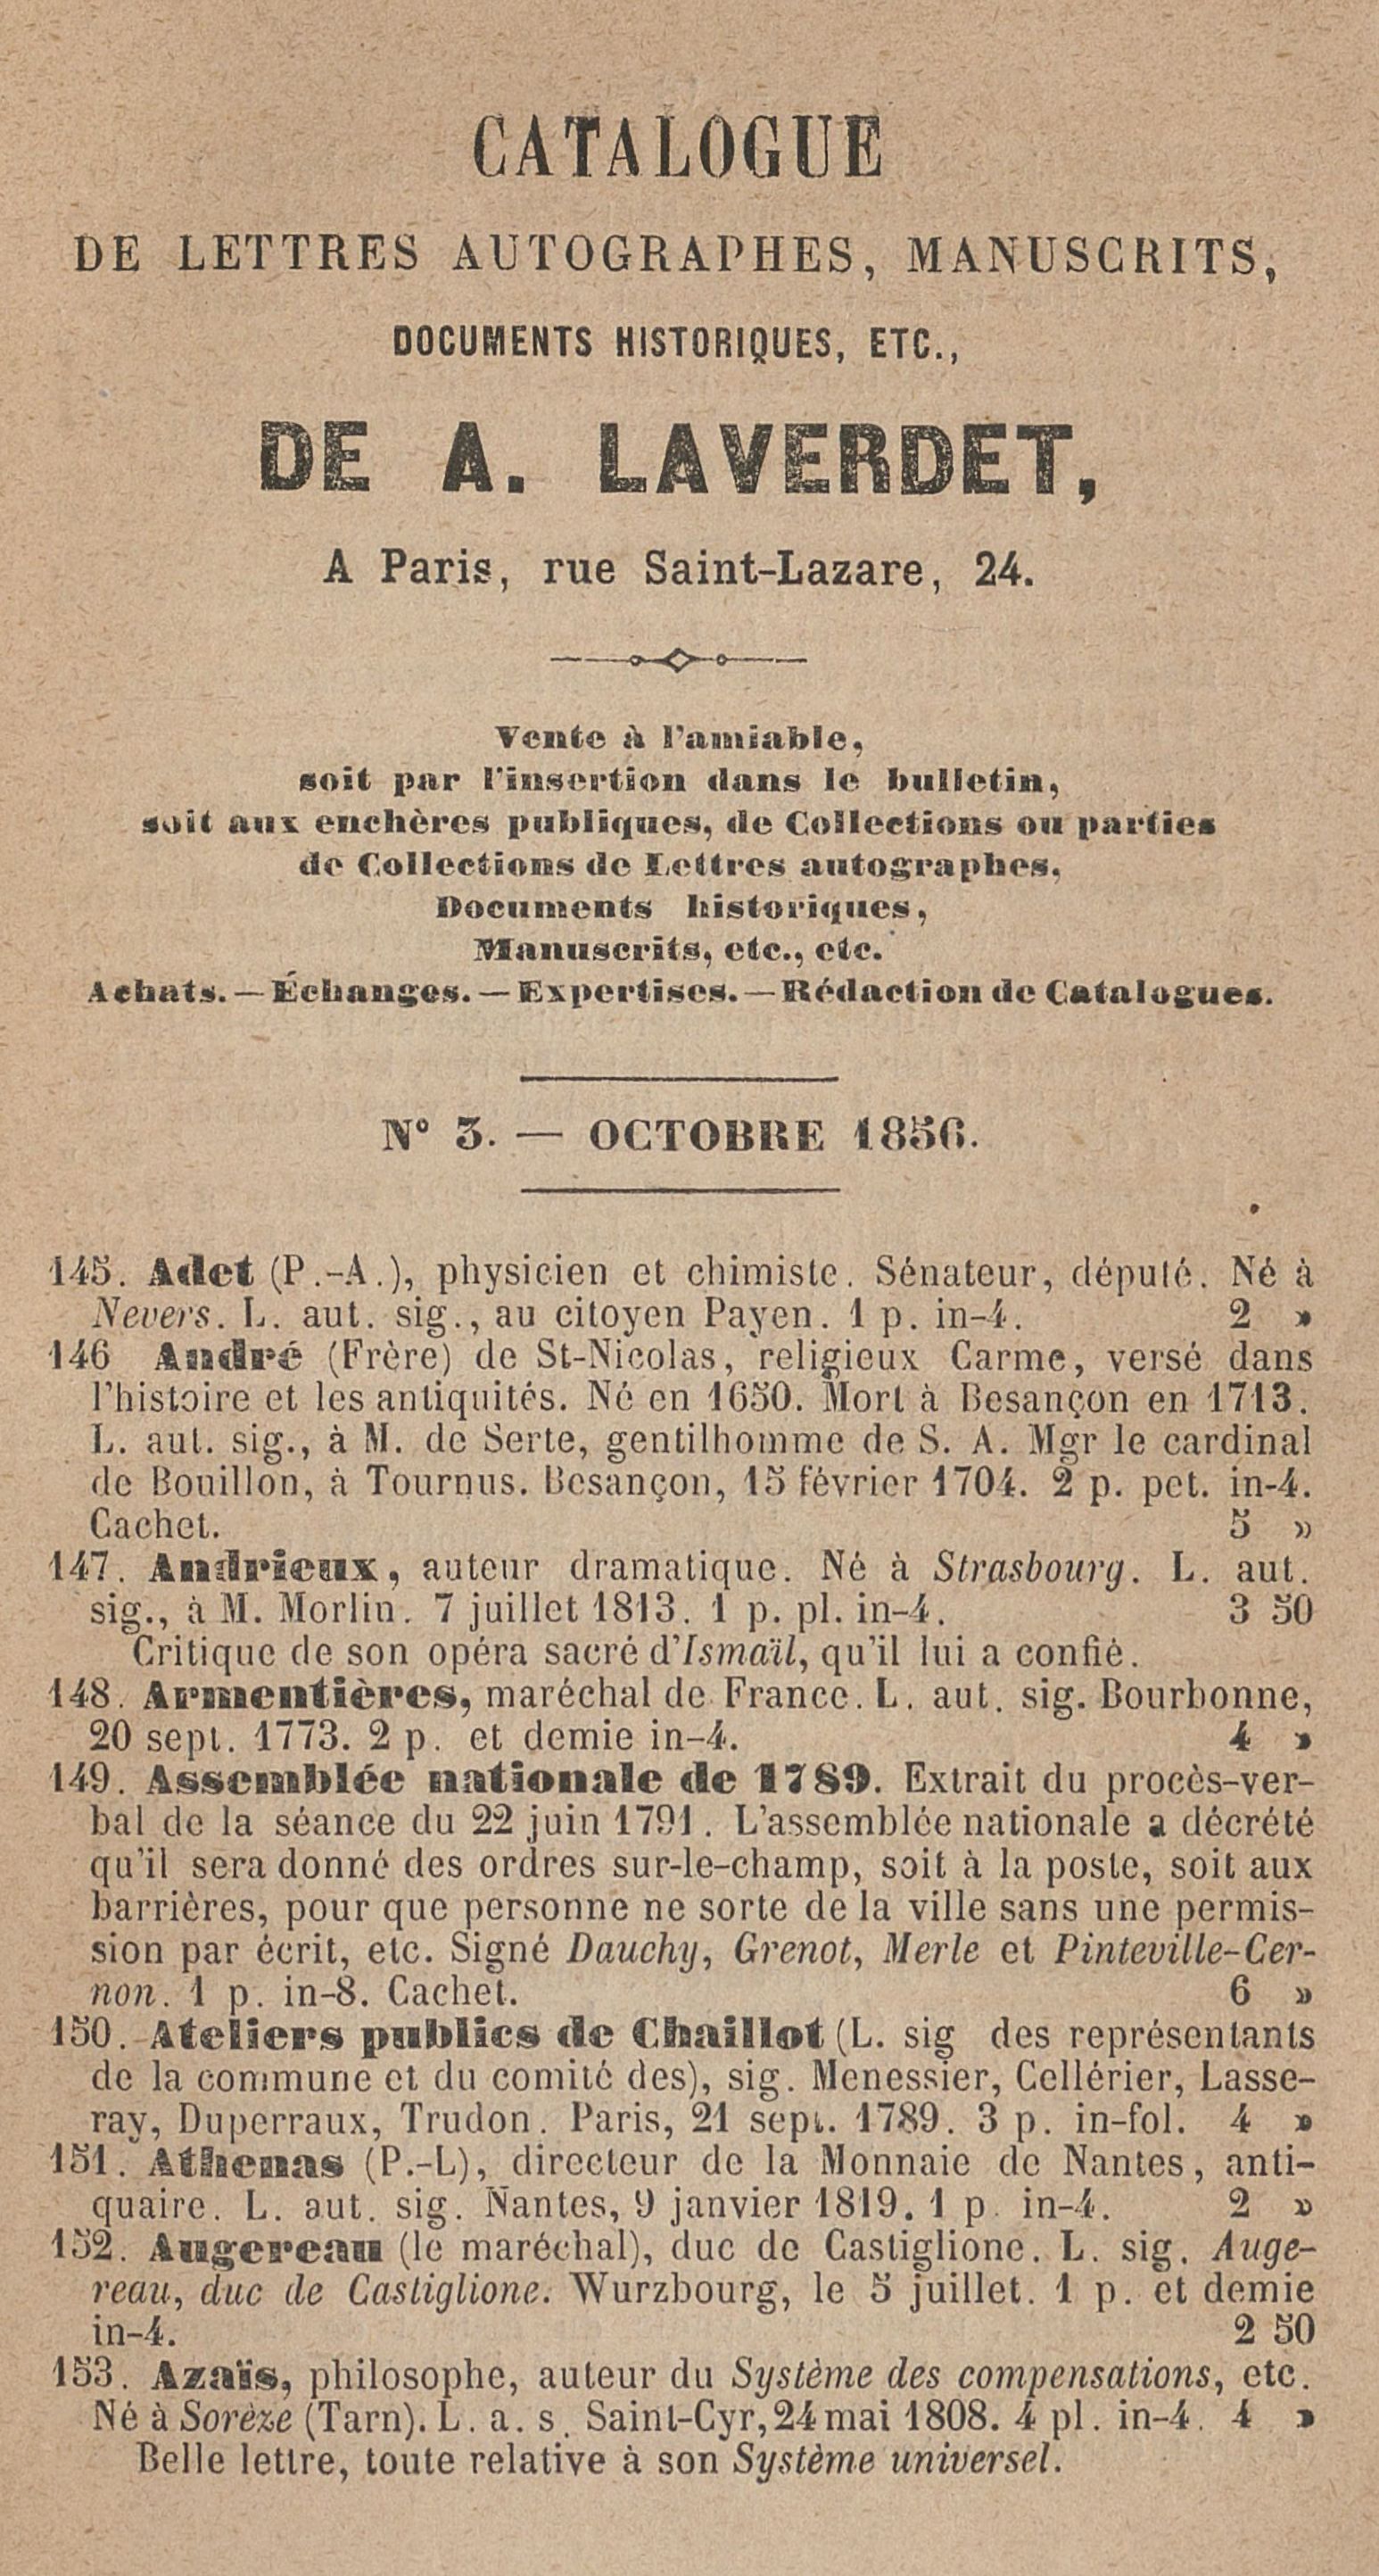 CATALOGUE
DE LETTRES AUTOGRAPHES, MANUSCRITS,
DOCUMENTS HISTORIQUES, ETC.,
DE A. LAVERDET,
A Paris, rue Saint-Lazare, 24.
Vente à l'amiable,
soit par l'insertion dans le bulletin,
soit aux enchères publiques, de Collections ou parties
de Collections de Lettres autographes,
Documents historiques,
Manuscrits, etc., etc.
Achats. — Échanges. — Expertises. — Rédaction de Catalogues.
N° 3. — OCTOBRE 1856.
145. Adet (P.-A.), physicien et chimiste. Sénateur, député. Né à
Nevers. L. aut. sig., au citoyen Payen. 1 p. in-4. 2 »
146 André (Frère) de St-Nicolas, religieux Carme, versé dans
l'histoire et les antiquités. Né en 1650. Mort à Besançon en 1713.
L. aut. sig., à M. de Serte, gentilhomme de S. A. Mgr le cardinal
de Bouillon, à Tournus. Besançon, 15 février 1704. 2 p. pet. in-4.
Cachet. 5 »
147. Andrieux, auteur dramatique. Né à Strasbourg. L. aut.
sig., à M. Morlin. 7 juillet 1813. 1 p. pl. in-4. 3 50
Critique de son opéra sacré d'Ismaïl, qu'il lui a confié.
148. Armentières, maréchal de France. L. aut. sig. Bourbonne,
20 sept. 1773. 2 p. et demie in-4. 4 »
149. Assemblée nationale de 1789. Extrait du procès-ver-
bal de la séance du 22 juin 1791. L'assemblée nationale a décrété
qu'il sera donné des ordres sur-le-champ, soit à la poste, soit aux
barrières, pour que personne ne sorte de la ville sans une permis-
sion par écrit, etc. Signé Dauchy, Grenot, Merle et Pinteville-Cer-
non. 1 p. in-8. Cachet. 6 »
150. Ateliers publics de Chaillot (L. sig des représentants
de la commune et du comité des), sig. Menessier, Cellérier, Lasse-
ray, Duperraux, Trudon. Paris, 21 sept. 1789. 3 p. in-fol. 4 »
151. Athenas (P.-L), directeur de la Monnaie de Nantes, anti-
quaire. L. aut. sig. Nantes, 9 janvier 1819. 1 p. in-4. 2 »
152. Augereau (le maréchal), duc de Castiglione. L. sig. Auge-
reau, duc de Castiglione. Wurzbourg, le 5 juillet. 1 p. et demie
in-4. 2 50
153. Azaïs, philosophe, auteur du Système des compensations, etc.
Né à Sorèze (Tarn). L. a. s. Saint-Cyr, 24 mai 1808. 4 pl. in-4. 4 »
Belle lettre, toute relative à son Système universel.